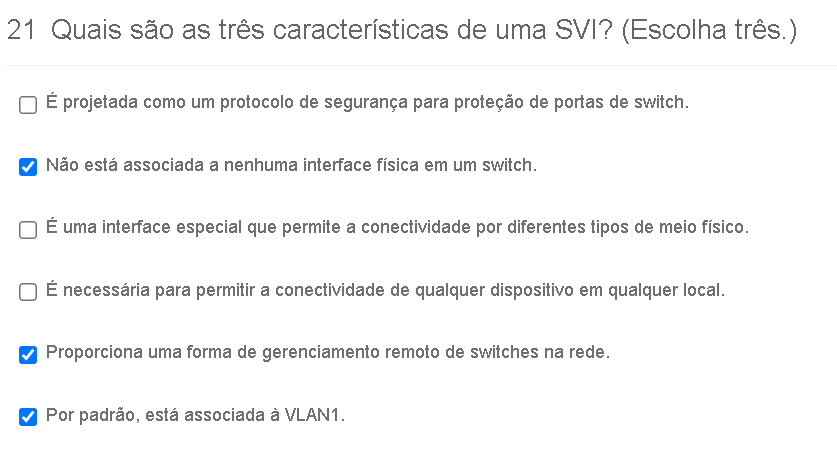 21 Quais são as três características de uma SVI? (Escolha três.)
É projetada como um protocolo de segurança para proteção de portas de switch.
Não está associada a nenhuma interface física em um switch.
É uma interface especial que permite a conectividade por diferentes tipos de meio físico.
É necessária para permitir a conectividade de qualquer dispositivo em qualquer local.
Proporciona uma forma de gerenciamento remoto de switches na rede.
Por padrão, está associada à VLAN1.